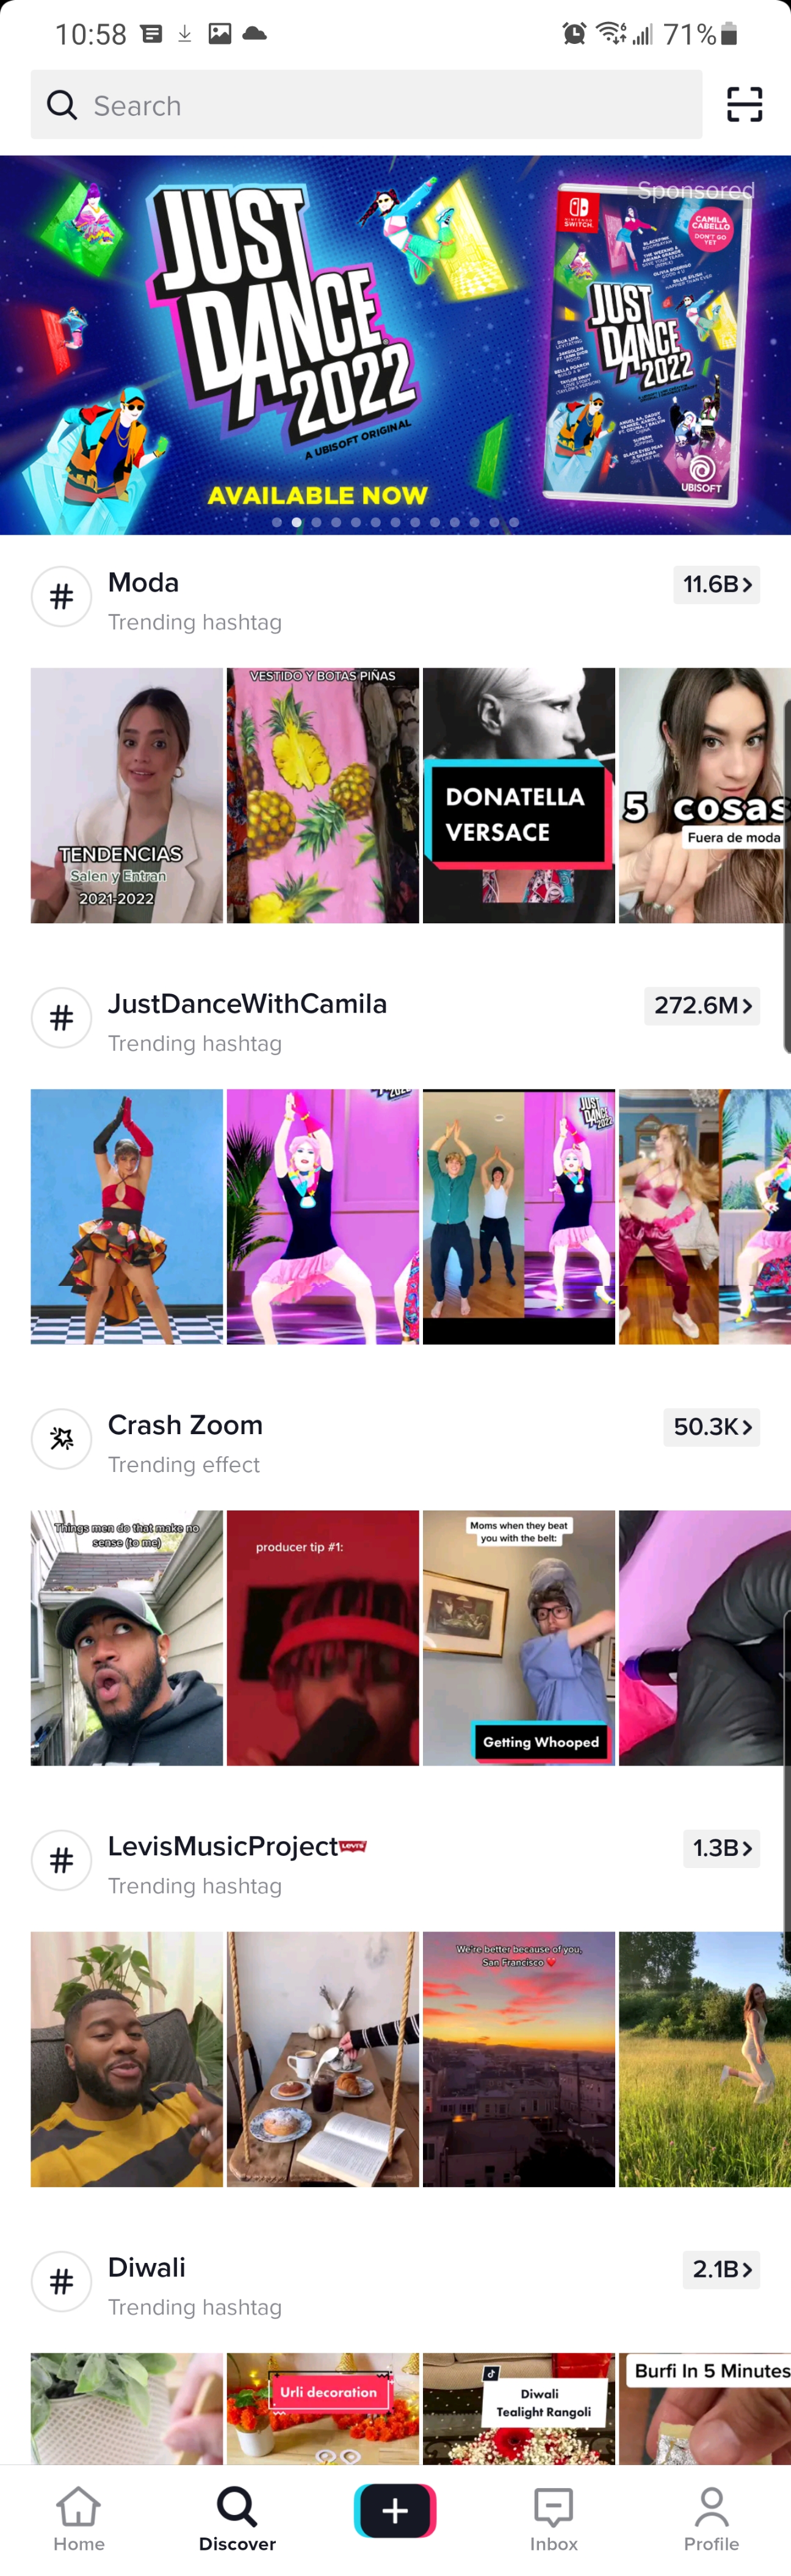 10:58
71%
Search
Sponsored
JUST
DANCE
2022
A UBISOFT ORIGINAL
AVAILABLE NOW
NINTENDO
SWITCH
CAMILA
CABELLO
DON'T GO
YET
JUST
DANCE
2022
UBISOFT
Moda
11.6B
Trending hashtag
VESTIDO Y BOTAS PIÑAS
TENDENCIAS
Salen y Entran
2021-2022
DONATELLA
VERSACE
5 cosas
Fuera de moda
JustDanceWithCamila
272.6M
Trending hashtag
2022
JUST
DANCE
2022
Crash Zoom
50.3K
Trending effect
Things men do that make no
sense (to me)
producer tip #1:
Moms when they beat
you with the belt:
Getting Whooped
LevisMusicProject
LEVI'S
1.3B
Trending hashtag
We're better because of you,
San Francisco
Diwali
2.1B
Trending hashtag
Urli decoration
Diwali
Tealight Rangoli
Burfi In 5 Minutes
Home
Discover
Inbox
Profile